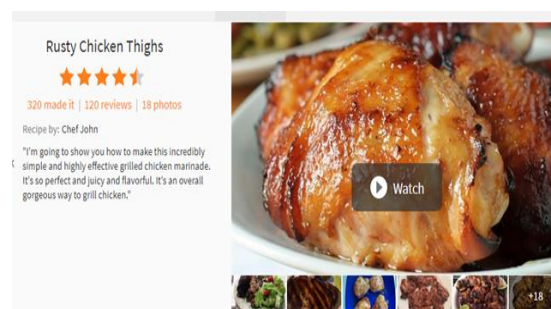 Rusty Chicken Thighs
320 made it | 120 reviews | 18 photos
Recipe by: Chef John
"I'm going to show you how to make this incredibly
simple and highly effective grilled chicken marinade.
It's so perfect and juicy and flavorful. It's an overall
gorgeous way to grill chicken."
Watch
+18